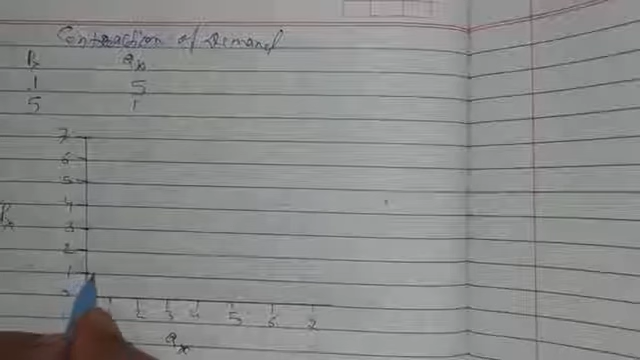 Contraction of Demand
Px qx
1 5
5 1
7
6
5
4
Px 3
2
1
2 3 4 5 6 7
qx